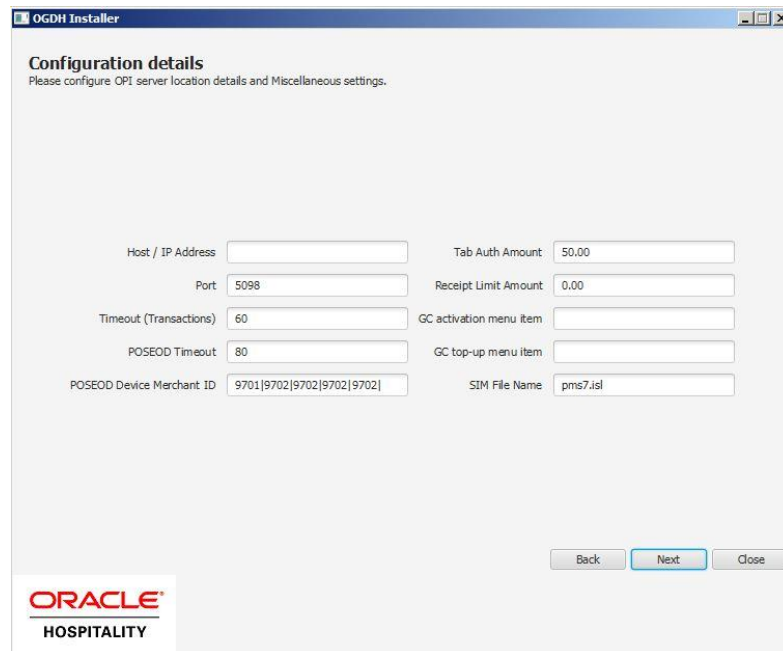 OGDH Installer
Configuration details
Please configure OPI server location details and Miscellaneous settings.
Host / IP Address
Tab Auth Amount 50.00
Port 5098
Receipt Limit Amount 0.00
Timeout (Transactions) 60
GC activation menu item
POSEOD Timeout 80
GC top-up menu item
POSEOD Device Merchant ID 9701|9702|9702|9702|9702|
SIM File Name pms7.isl
Back Next Close
ORACLE®
HOSPITALITY